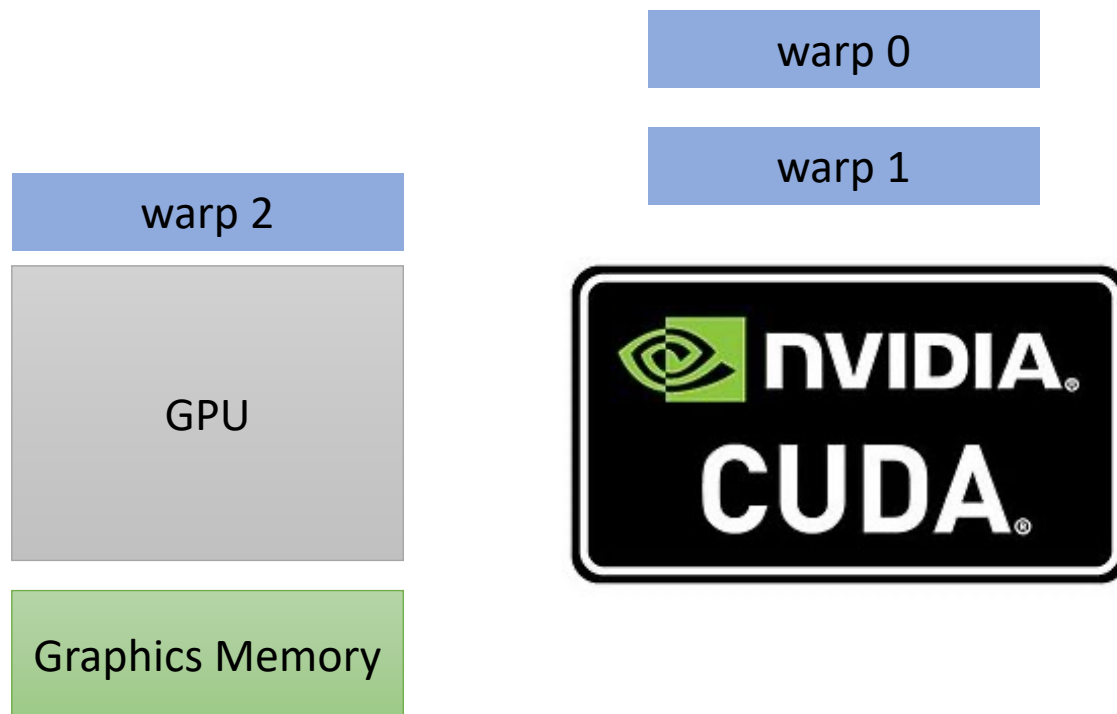 warp 0
warp 1
warp 2
GPU
Graphics Memory
nVIDIA®
CUDA®